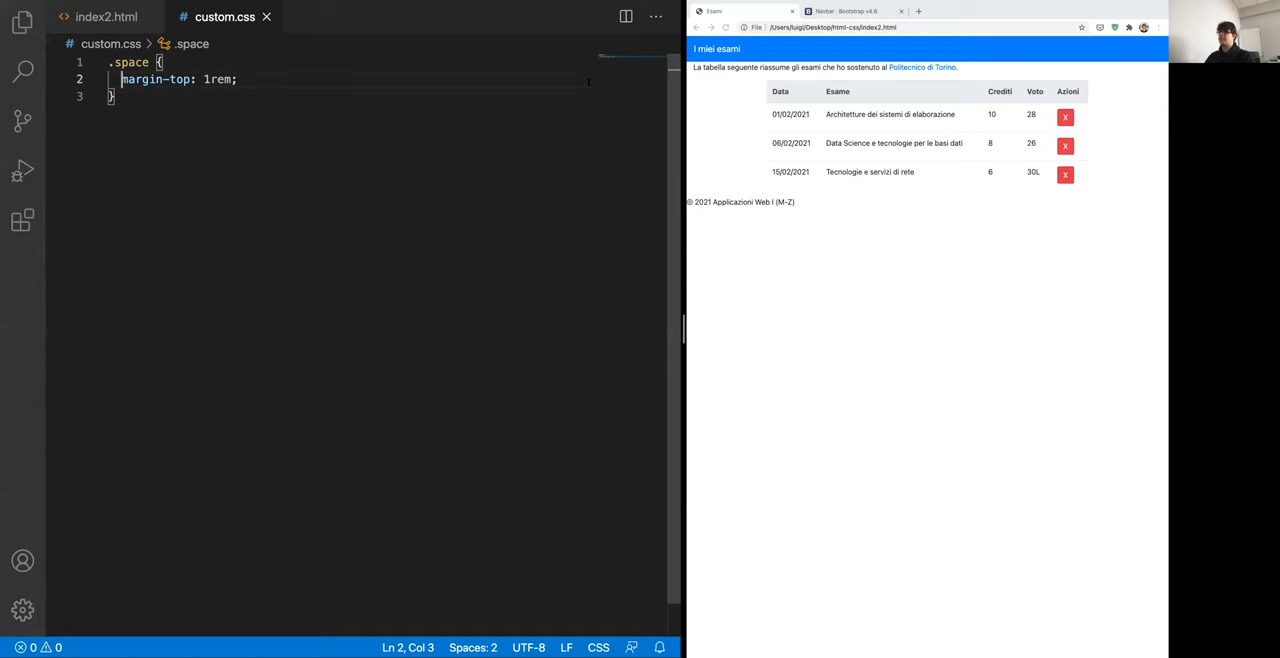 index2.html
# custom.css
# custom.css > .space
1 .space {
2 margin-top: 1rem;
3 }
0 0
Ln 2, Col 3 Spaces: 2 UTF-8 LF CSS
Esami
Navbar · Bootstrap v4.6
File /Users/luigi/Desktop/html-css/index2.html
I miei esami
La tabella seguente riassume gli esami che ho sostenuto al Politecnico di Torino.
Data Esame Crediti Voto Azioni
01/02/2021 Architetture dei sistemi di elaborazione 10 28 X
06/02/2021 Data Science e tecnologie per le basi dati 8 26 X
15/02/2021 Tecnologie e servizi di rete 6 30L X
© 2021 Applicazioni Web I (M-Z)